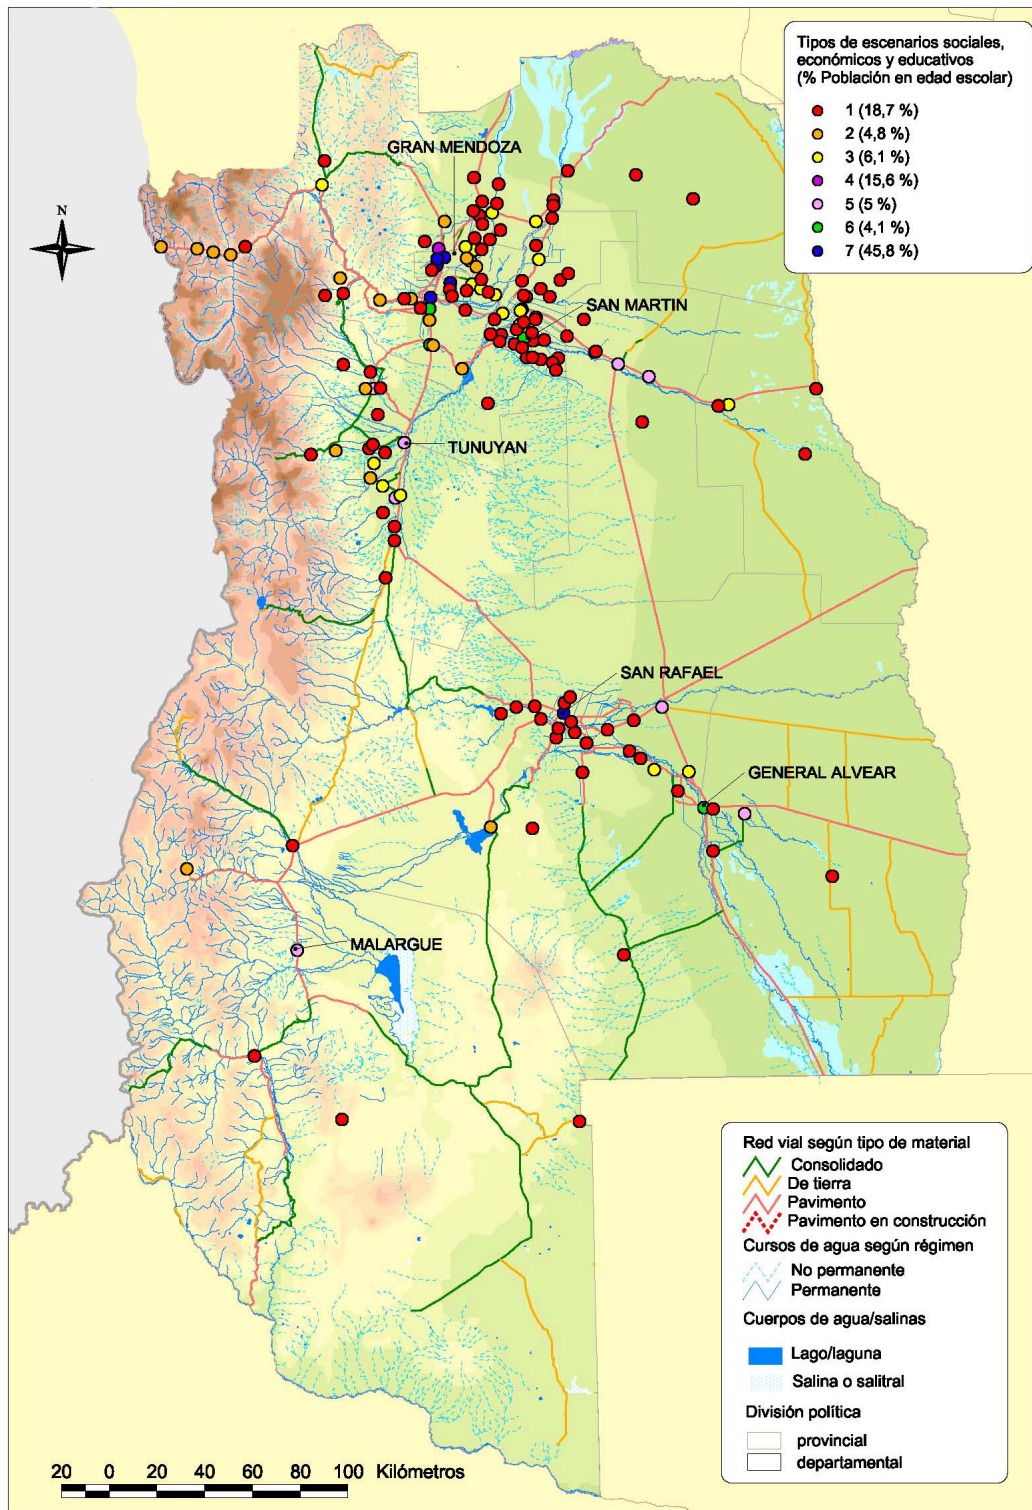 Tipos de escenarios sociales,
económicos y educativos
(% Población en edad escolar)
1 (18,7 %)
2 (4,8 %)
3 (6,1 %)
4 (15,6 %)
5 (5 %)
6 (4,1 %)
7 (45,8 %)
GRAN MENDOZA
N
SAN MARTIN
TUNUYAN
SAN RAFAEL
GENERAL ALVEAR
MALARGUE
Red vial según tipo de material
Consolidado
De tierra
Pavimento
Pavimento en construcción
Cursos de agua según régimen
No permanente
Permanente
Cuerpos de agua/salinas
Lago/laguna
Salina o salitral
División política
provincial
departamental
20 0 20 40 60 80 100 Kilómetros